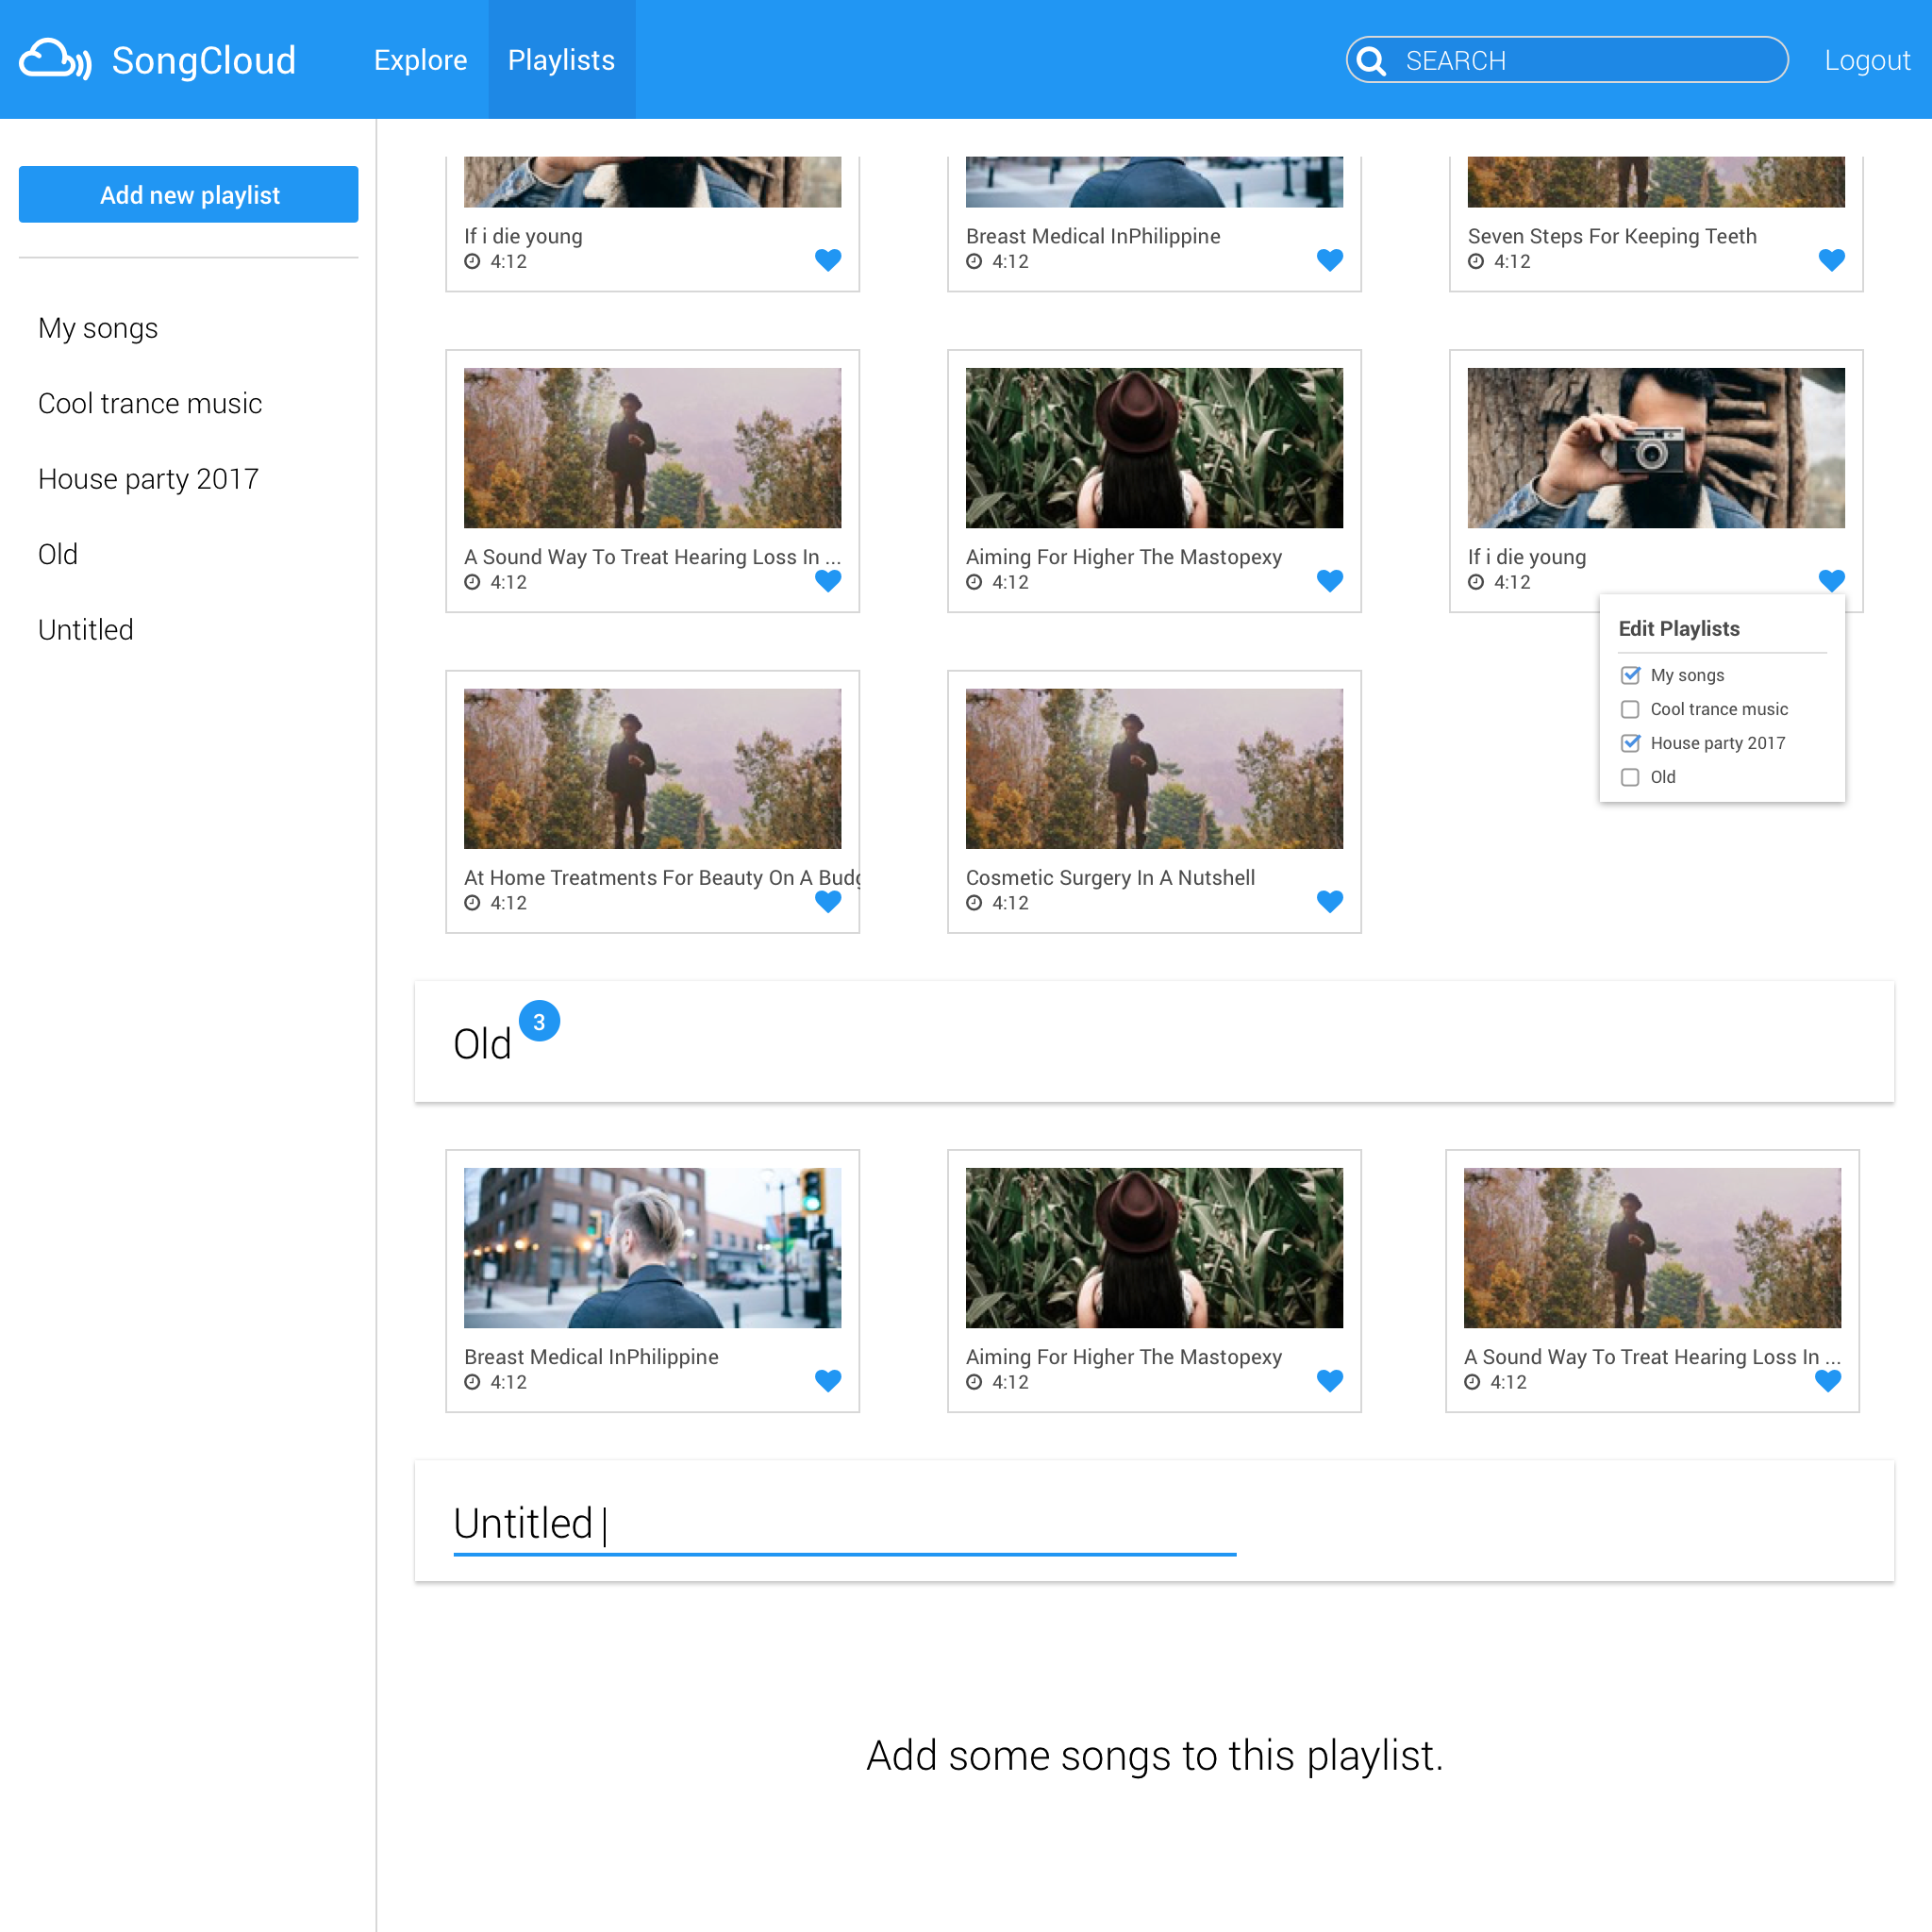 SongCloud
Explore
Playlists
SEARCH
Logout
Add new playlist
My songs
Cool trance music
House party 2017
Old
Untitled
If i die young
4:12
Breast Medical InPhilippine
4:12
Seven Steps For Keeping Teeth
4:12
A Sound Way To Treat Hearing Loss In ...
4:12
Aiming For Higher The Mastopexy
4:12
If i die young
4:12
Edit Playlists
My songs
Cool trance music
House party 2017
Old
At Home Treatments For Beauty On A Budg
4:12
Cosmetic Surgery In A Nutshell
4:12
Old
3
Breast Medical InPhilippine
4:12
Aiming For Higher The Mastopexy
4:12
A Sound Way To Treat Hearing Loss In ...
4:12
Untitled
Add some songs to this playlist.